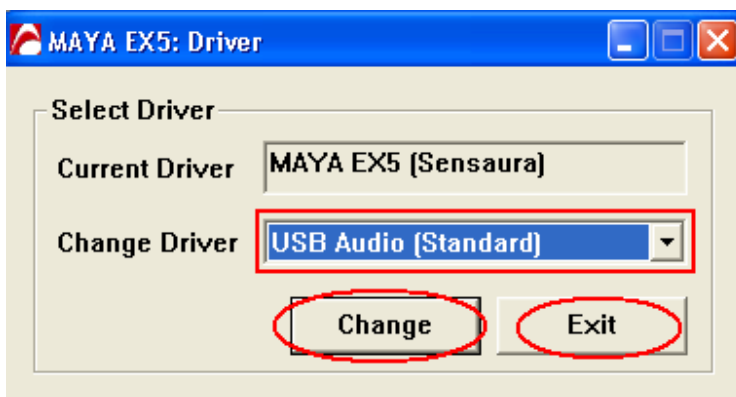 MAYA EX5: Driver
Select Driver
Current Driver MAYA EX5 (Sensaura)
Change Driver USB Audio (Standard)
Change Exit